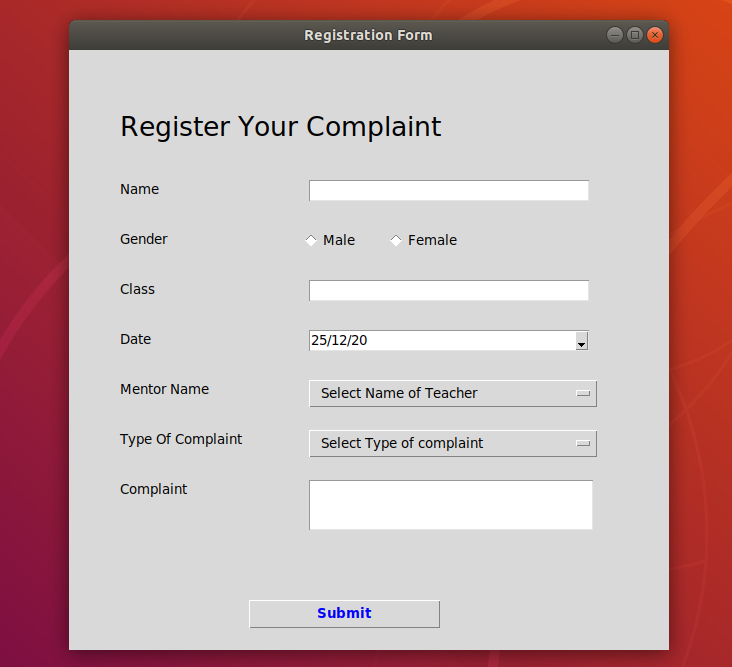 Registration Form
Register Your Complaint
Name
Gender Male Female
Class
Date 25/12/20
Mentor Name Select Name of Teacher
Type Of Complaint Select Type of complaint
Complaint
Submit